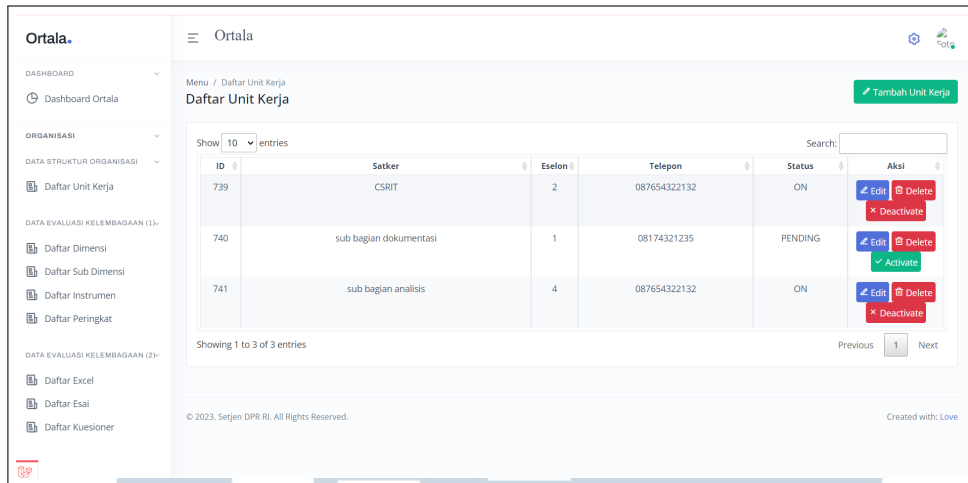 Ortala.
DASHBOARD
Dashboard Ortala
ORGANISASI
DATA STRUKTUR ORGANISASI
Daftar Unit Kerja
DATA EVALUASI KELEMBAGAAN (1)
Daftar Dimensi
Daftar Sub Dimensi
Daftar Instrumen
Daftar Peringkat
DATA EVALUASI KELEMBAGAAN (2)
Daftar Excel
Daftar Esai
Daftar Kuesioner
Ortala
Foto
Menu / Daftar Unit Kerja
Daftar Unit Kerja
Tambah Unit Kerja
Show 10 entries
Search:
ID Satker Eselon Telepon Status Aksi
739 CSRIT 2 087654322132 ON Edit Delete
Deactivate
740 sub bagian dokumentasi 1 08174321235 PENDING Edit Delete
Activate
741 sub bagian analisis 4 087654322132 ON Edit Delete
Deactivate
Showing 1 to 3 of 3 entries
Previous 1 Next
© 2023. Setjen DPR RI. All Rights Reserved.
Created with: Love